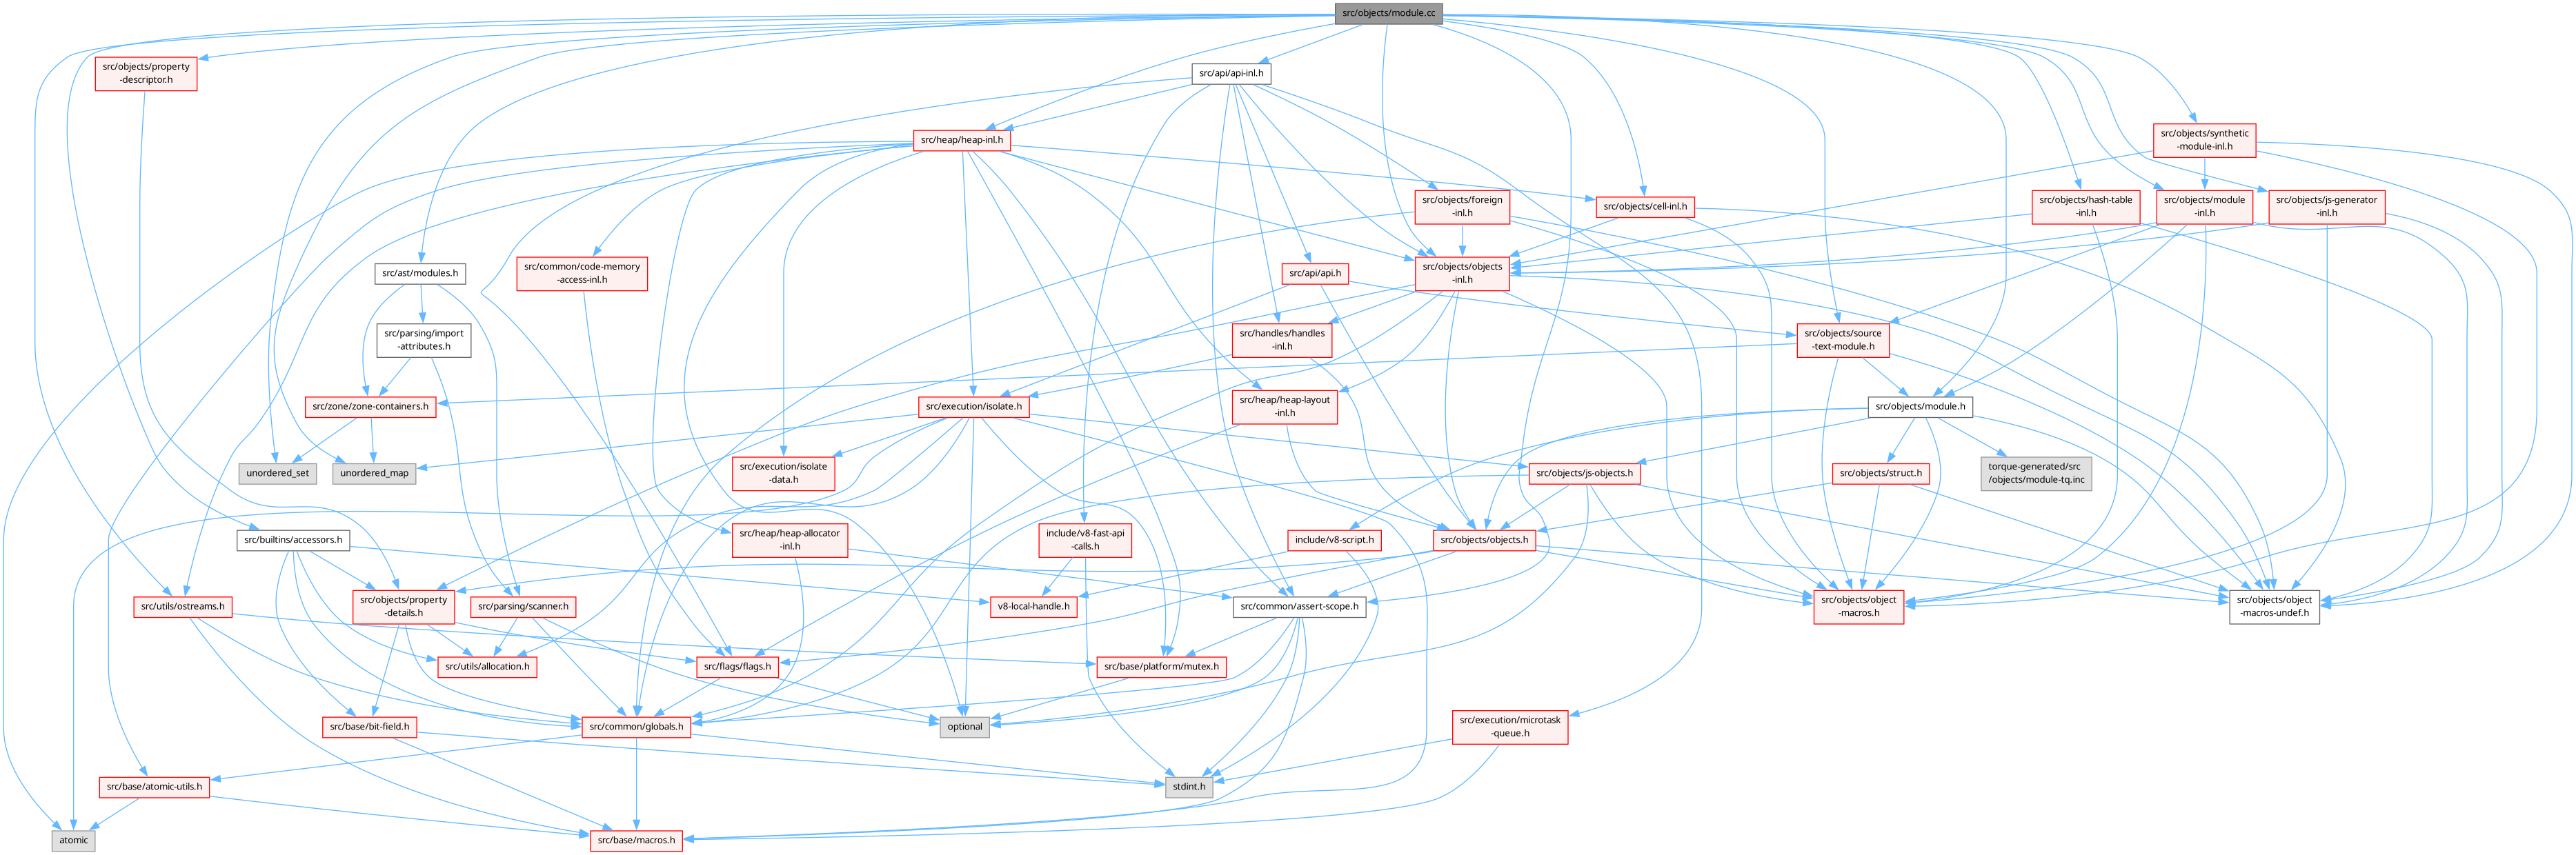 src/objects/module.cc
src/objects/property
-descriptor.h
src/api/api-inl.h
src/heap/heap-inl.h
src/objects/synthetic
-module-inl.h
src/objects/foreign
-inl.h
src/objects/cell-inl.h
src/objects/hash-table
-inl.h
src/objects/module
-inl.h
src/objects/js-generator
-inl.h
src/ast/modules.h
src/common/code-memory
-access-inl.h
src/objects/objects
-inl.h
src/api/api.h
src/parsing/import
-attributes.h
src/handles/handles
-inl.h
src/objects/source
-text-module.h
src/zone/zone-containers.h
src/execution/isolate.h
src/heap/heap-layout
-inl.h
src/objects/module.h
unordered_set
unordered_map
src/execution/isolate
-data.h
src/objects/js-objects.h
src/objects/struct.h
torque-generated/src
/objects/module-tq.inc
src/builtins/accessors.h
src/heap/heap-allocator
-inl.h
include/v8-fast-api
-calls.h
include/v8-script.h
src/objects/objects.h
src/utils/ostreams.h
src/objects/property
-details.h
src/parsing/scanner.h
v8-local-handle.h
src/common/assert-scope.h
src/objects/object
-macros.h
src/objects/object
-macros-undef.h
src/utils/allocation.h
src/flags/flags.h
src/base/platform/mutex.h
src/base/bit-field.h
src/common/globals.h
optional
src/execution/microtask
-queue.h
src/base/atomic-utils.h
stdint.h
atomic
src/base/macros.h